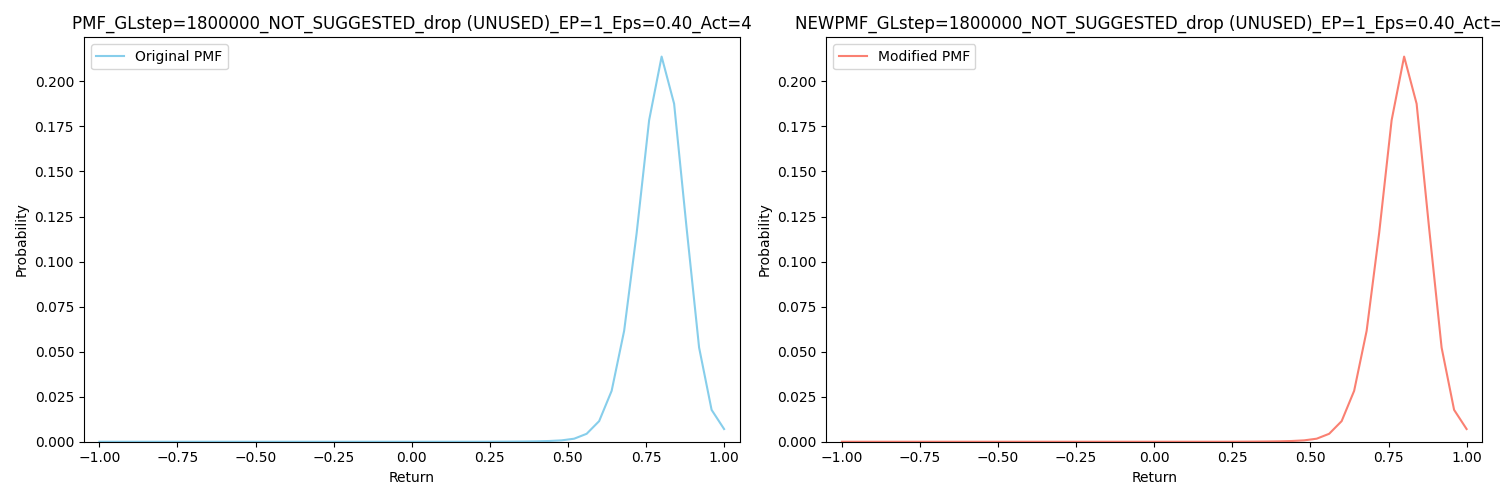 PMF_GLstep=1800000_NOT_SUGGESTED_drop (UNUSED)_EP=1_Eps=0.40_Act=4
Original PMF
Probability
0.200
0.175
0.150
0.125
0.100
0.075
0.050
0.025
0.000
−1.00 −0.75 −0.50 −0.25 0.00 0.25 0.50 0.75 1.00
Return
NEWPMF_GLstep=1800000_NOT_SUGGESTED_drop (UNUSED)_EP=1_Eps=0.40_Act=
Modified PMF
Probability
0.200
0.175
0.150
0.125
0.100
0.075
0.050
0.025
0.000
−1.00 −0.75 −0.50 −0.25 0.00 0.25 0.50 0.75 1.00
Return